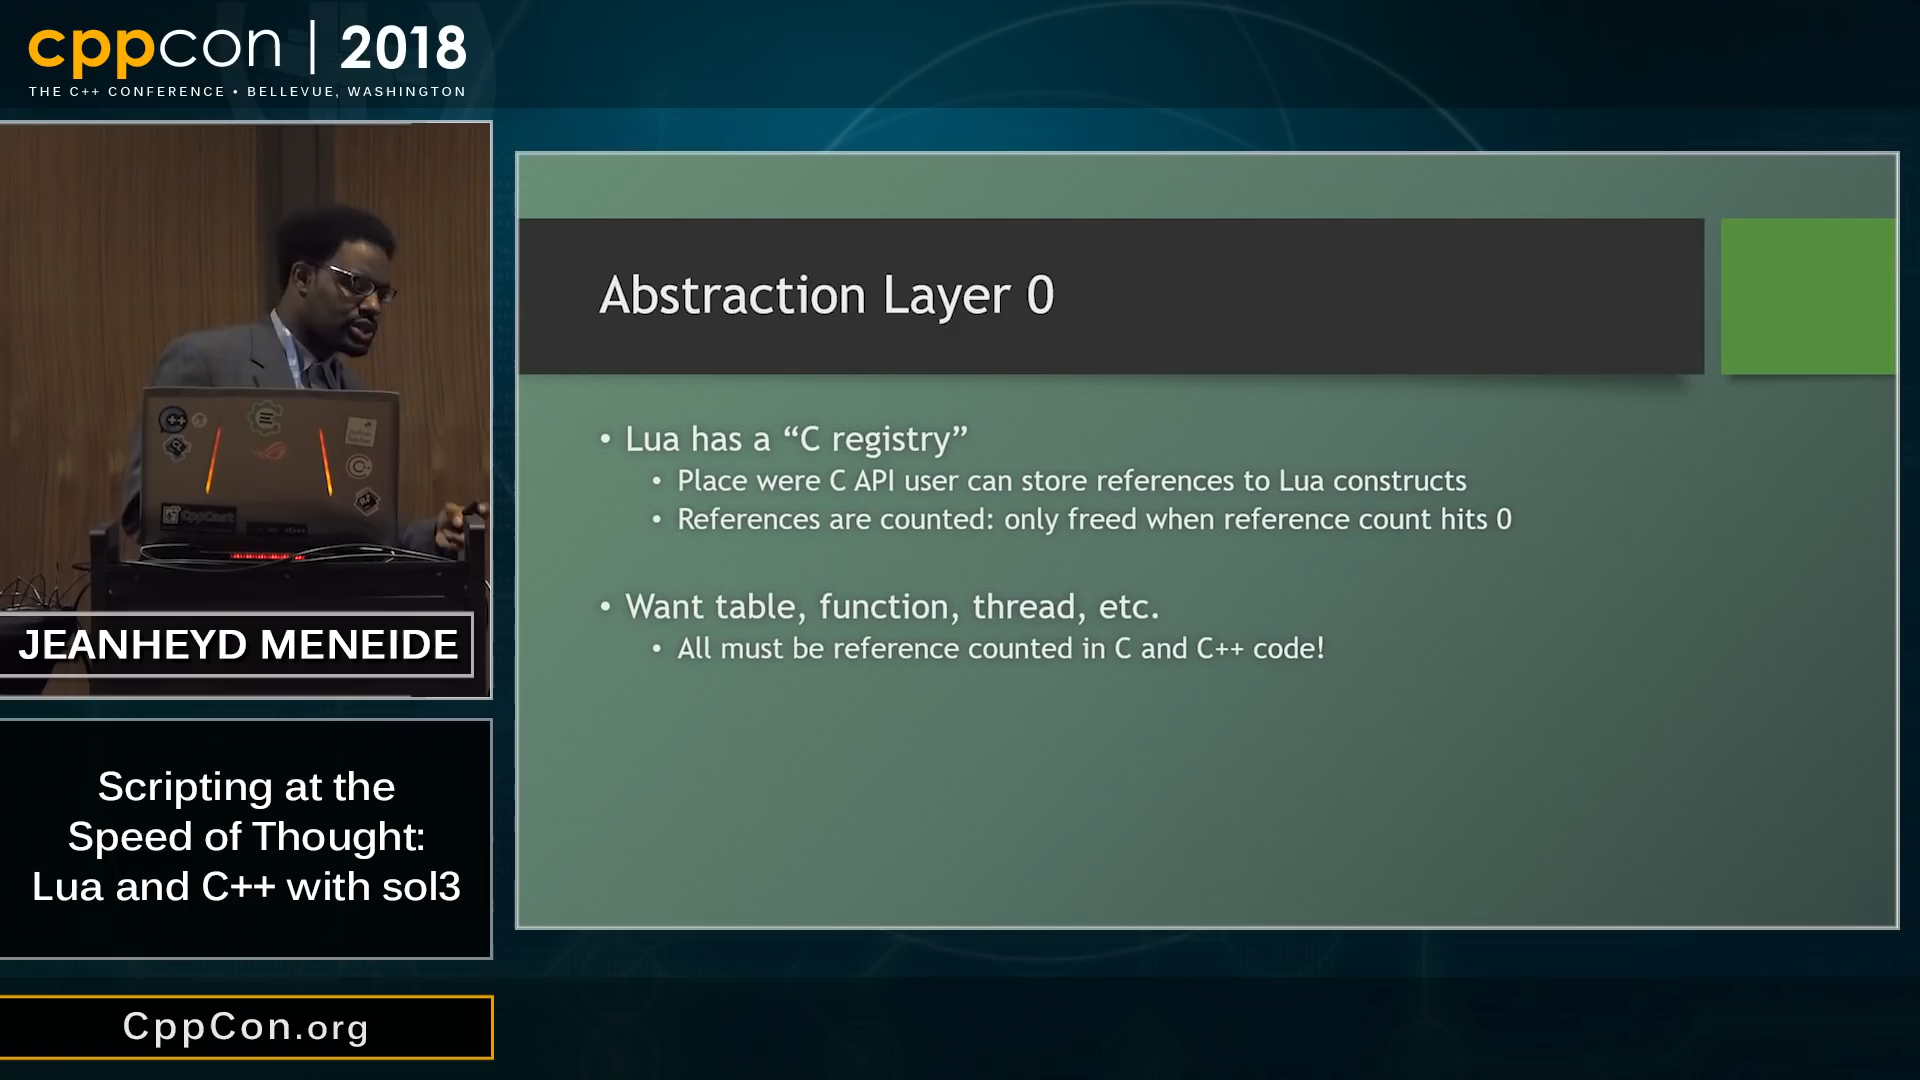 cppcon | 2018
THE C++ CONFERENCE • BELLEVUE, WASHINGTON
C++
CppCast
JEANHEYD MENEIDE
Scripting at the
Speed of Thought:
Lua and C++ with sol3
CppCon.org
Abstraction Layer 0
• Lua has a “C registry”
• Place were C API user can store references to Lua constructs
• References are counted: only freed when reference count hits 0
• Want table, function, thread, etc.
• All must be reference counted in C and C++ code!